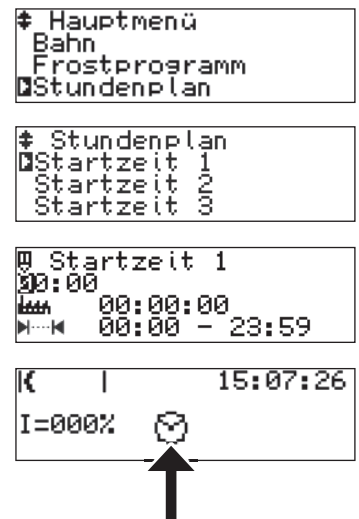 Hauptmenü
Bahn
Frostprogramm
Stundenplan
Stundenplan
Startzeit 1
Startzeit 2
Startzeit 3
Startzeit 1
00:00
00:00:00
00:00 - 23:59
15:07:26
I=000%